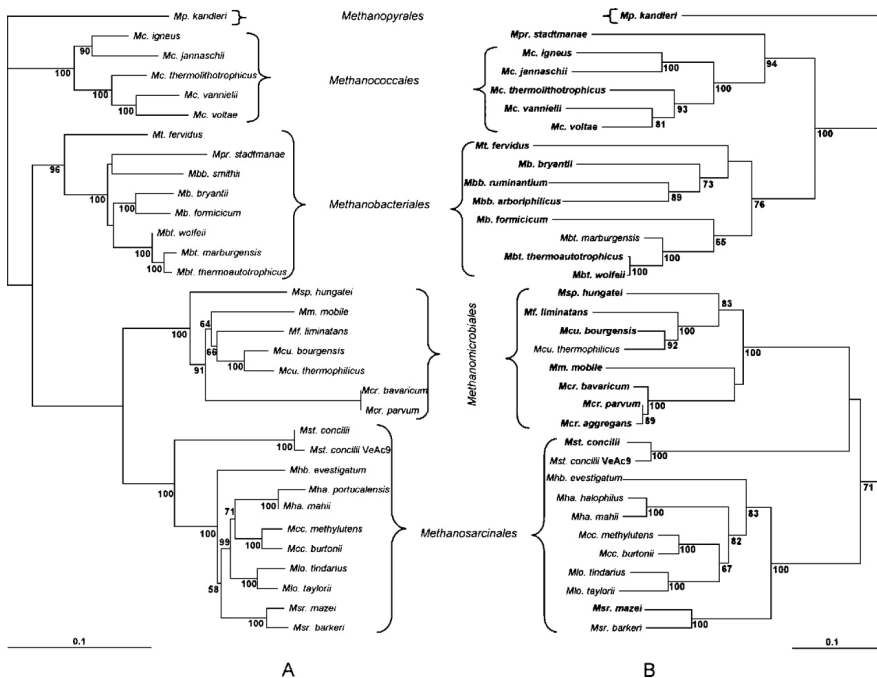 Mp. kandleri
Methanopyrales
Mp. kandleri
Mc. igneus
90
Mc. jannaschii
100
Mc. thermolithotrophicus
100
Mc. vannielii
100
Mc. voltae
Methanococcales
Mpr. stadtmanae
94
Mc. igneus
Mc. jannaschii
100
100
Mc. thermolithotrophicus
93
Mc. vannielii
81
Mc. voltae
100
Mt. fervidus
96
Mpr. stadtmanae
Mbb. smithii
100
Mb. bryantii
100
Mb. formicicum
Mbt. wolfeii
100
Mbt. marburgensis
100
Mbt. thermoautotrophicus
Methanobacteriales
Mt. fervidus
Mb. bryantii
73
Mbb. ruminantium
89
Mbb. arboriphilicus
76
Mb. formicicum
55
Mbt. marburgensis
100
Mbt. thermoautotrophicus
100
Mbt. wolfeii
Msp. hungatei
100
Mm. mobile
64
Mf. liminatans
66
Mcu. bourgensis
100
Mcu. thermophilicus
91
Mcr. bavaricum
Mcr. parvum
Methanomicrobiales
Msp. hungatei
83
Mf. liminatans
100
Mcu. bourgensis
92
Mcu. thermophilicus
100
Mm. mobile
Mcr. bavaricum
100
Mcr. parvum
89
Mcr. aggregans
Mst. concilii
100
Mst. concilii VeAc9
100
Mhb. evestigatum
Mha. portucalensis
71
100
Mha. mahii
100
99
Mcc. methylutens
100
Mcc. burtonii
Mlo. tindarius
58
100
Mlo. taylorii
Msr. mazei
100
Msr. barkeri
Methanosarcinales
Mst. concilii
100
Mst. concilii VeAc9
71
Mhb. evestigatum
83
Mha. halophilus
100
Mha. mahii
82
Mcc. methylutens
100
Mcc. burtonii
67
100
Mlo. tindarius
100
Mlo. taylorii
Msr. mazei
100
Msr. barkeri
0.1
0.1
A
B